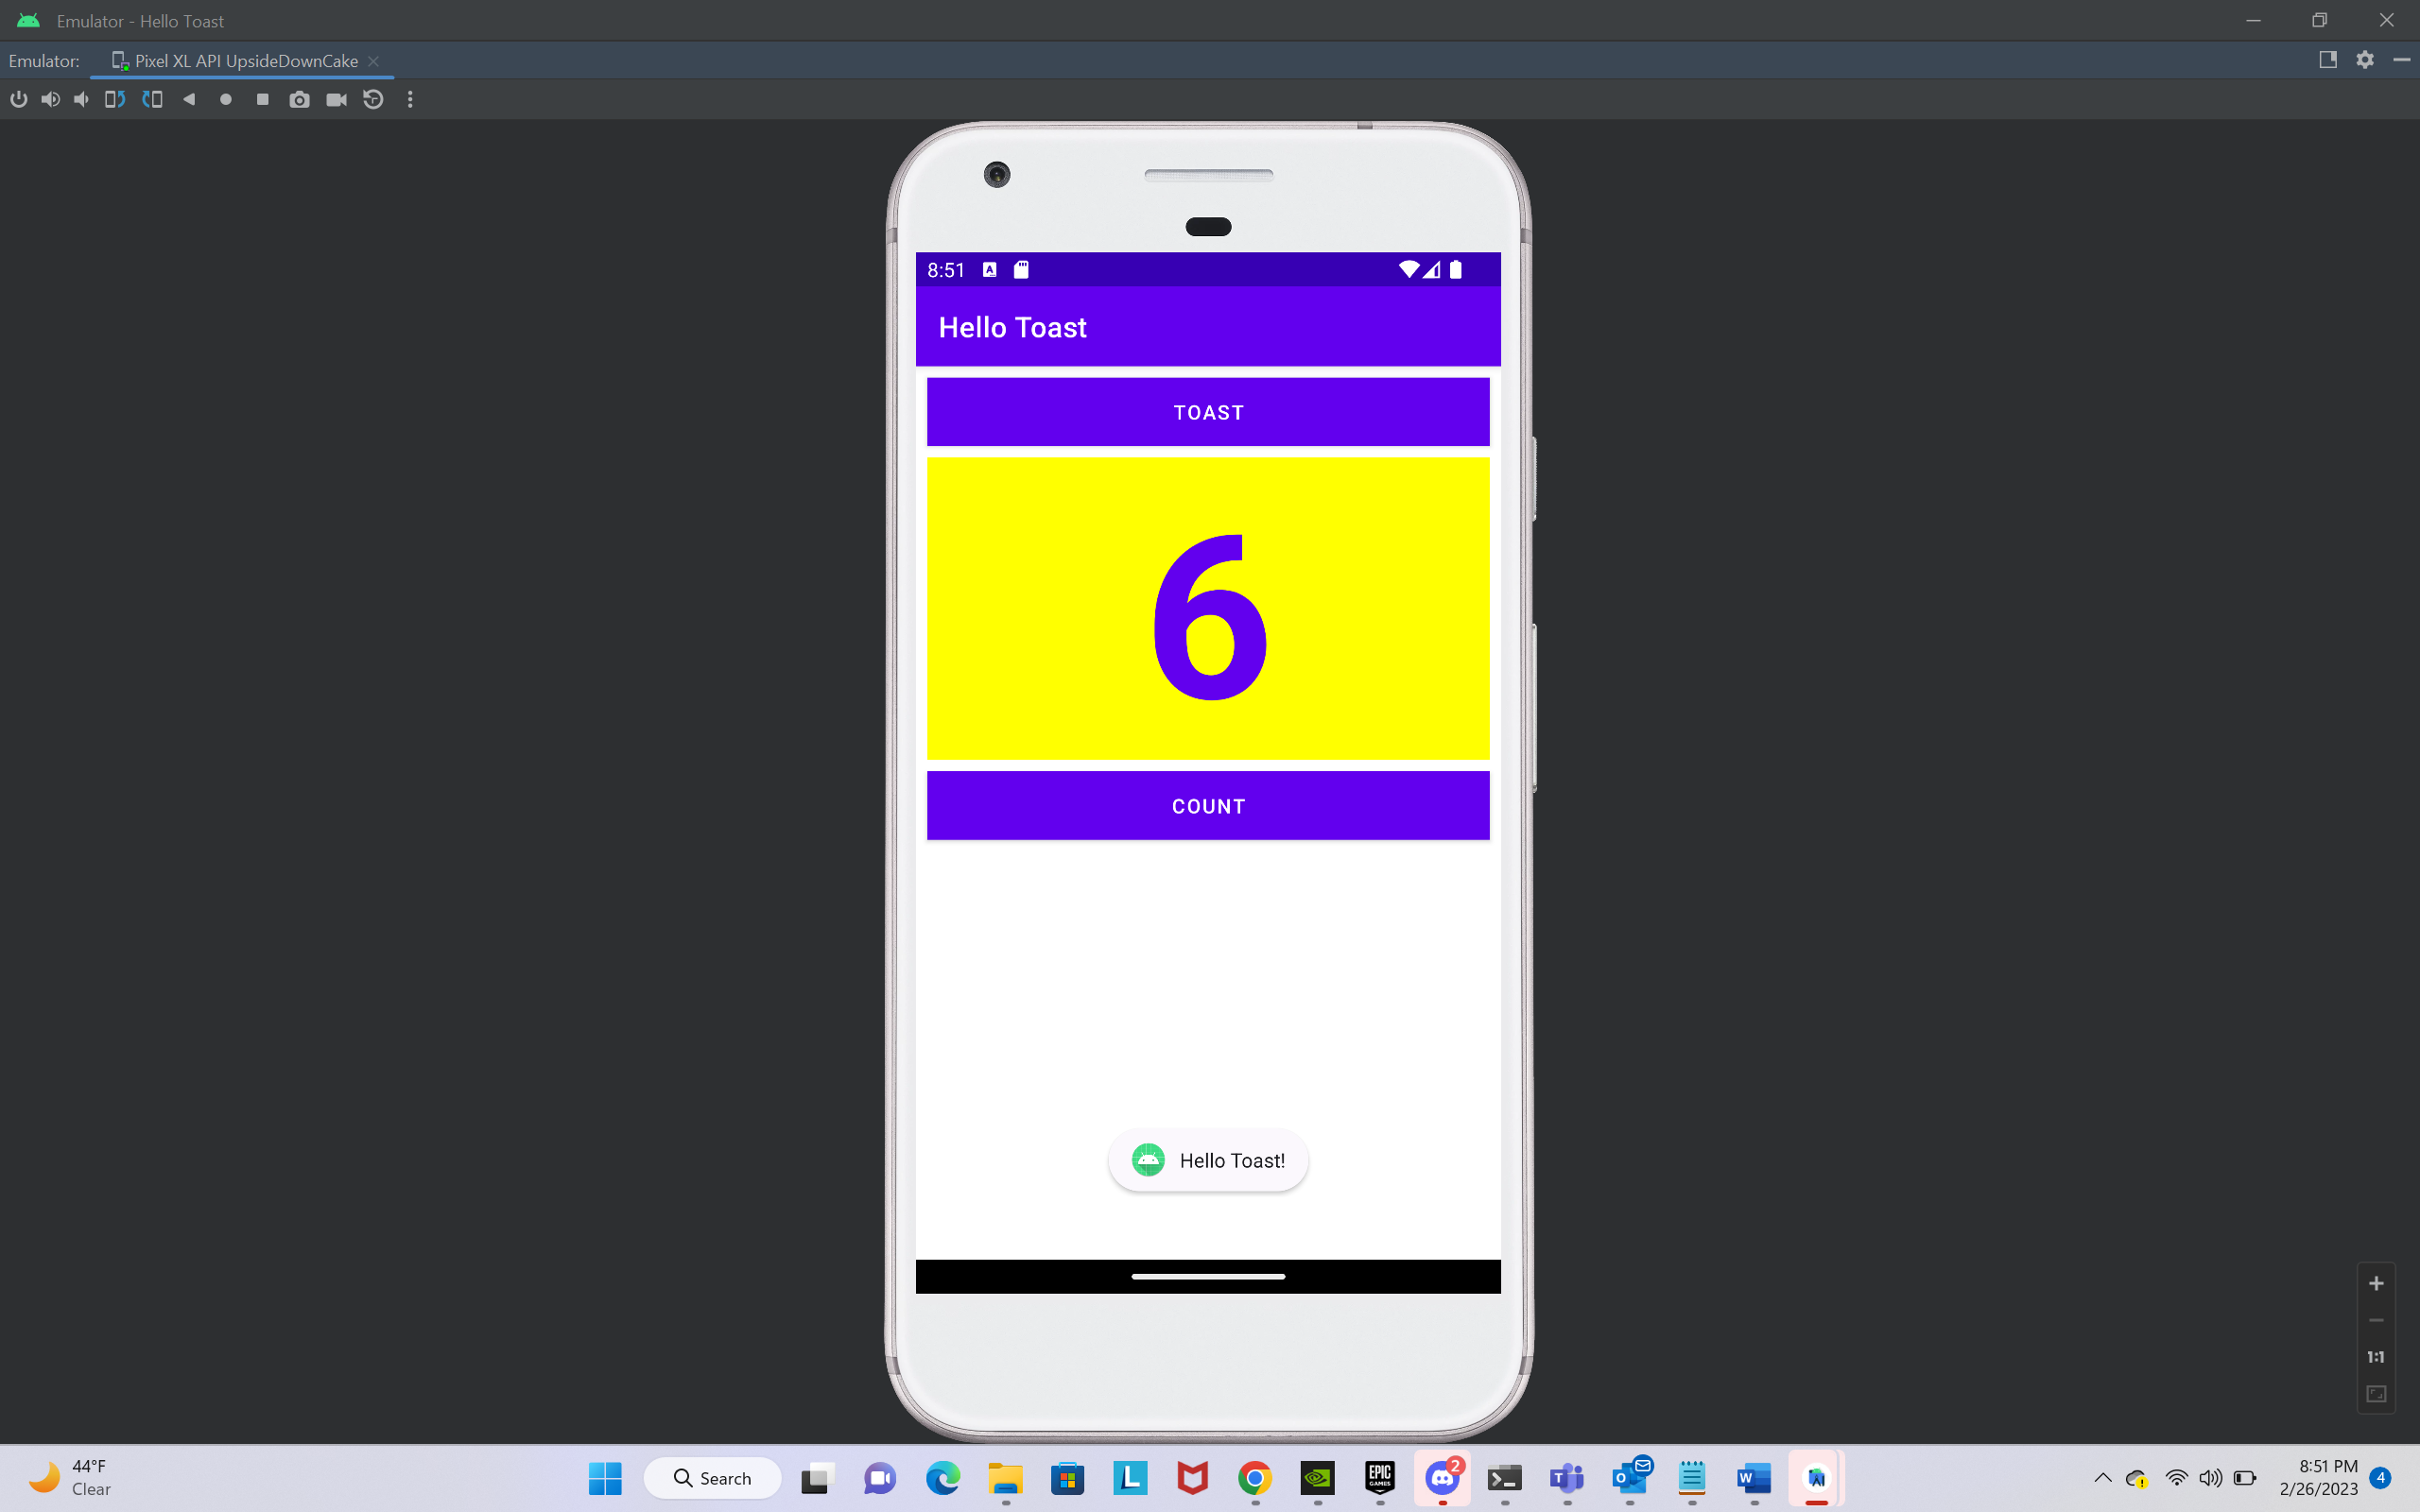 Emulator - Hello Toast
Emulator: Pixel XL API UpsideDownCake
8:51 A
Hello Toast
TOAST
6
COUNT
Hello Toast!
1:1
44°F
Clear
Search
L
EPIC
GAMES
2
T
O
W
8:51 PM
2/26/2023
4